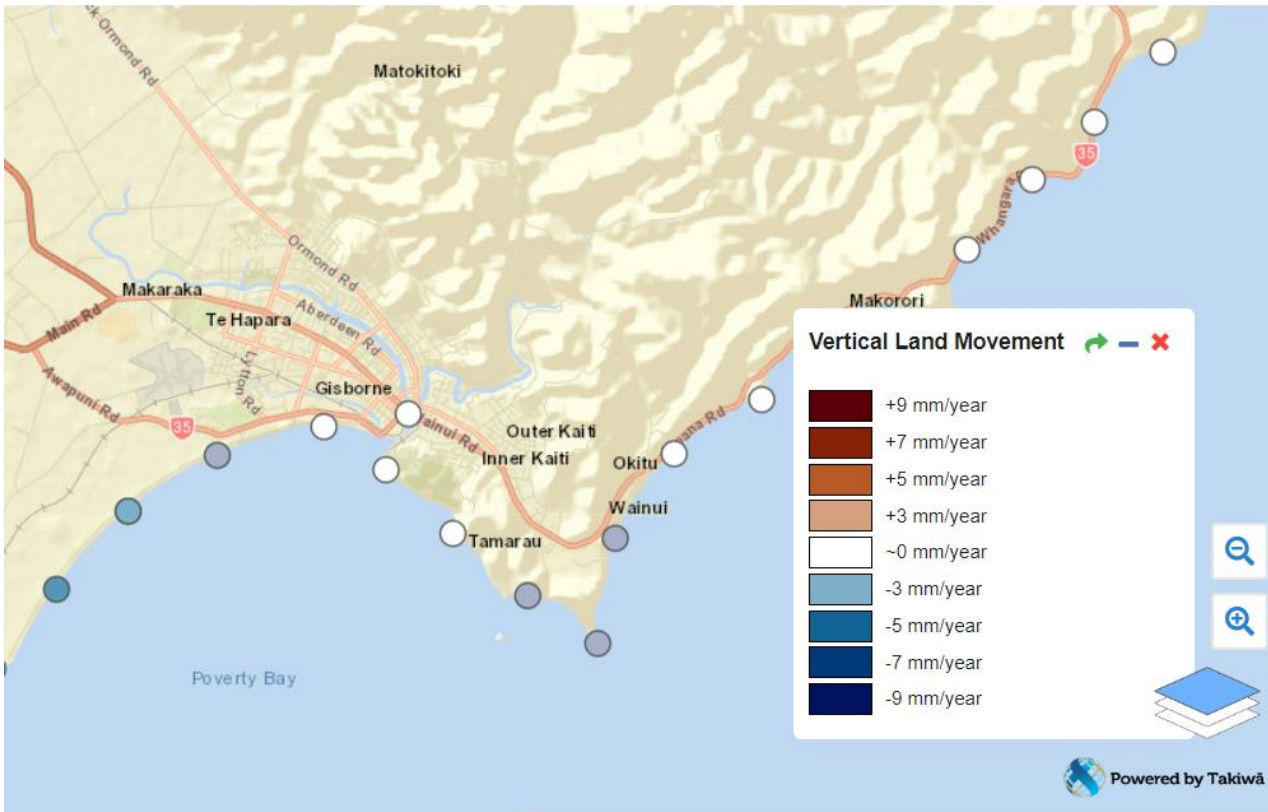 ek Ormond Rd
Matokitoki
35
Whangara
Makorori
Ormond Rd
Makaraka
Te Hapara
Aberdeen Rd
Main Rd
Lytton Rd
Awapuni Rd
35
Gisborne
Wainui Rd
Outer Kaiti
Inner Kaiti
Okitu
ana Rd
Wainui
Tamarau
Poverty Bay
Vertical Land Movement
+9 mm/year
+7 mm/year
+5 mm/year
+3 mm/year
~0 mm/year
-3 mm/year
-5 mm/year
-7 mm/year
-9 mm/year
Powered by Takiwā